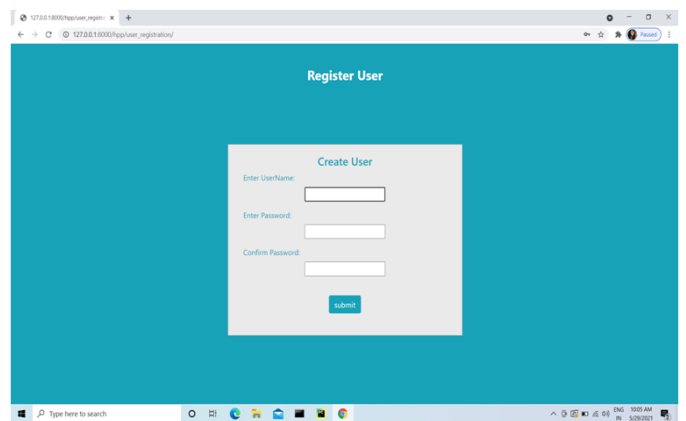 127.0.0.1:8000/hpp/user_registra
127.0.0.1:8000/hpp/user_registration/
Paused
Register User
Create User
Enter UserName:
Enter Password:
Confirm Password:
submit
Type here to search
ENG
IN
10:05 AM
5/29/2021